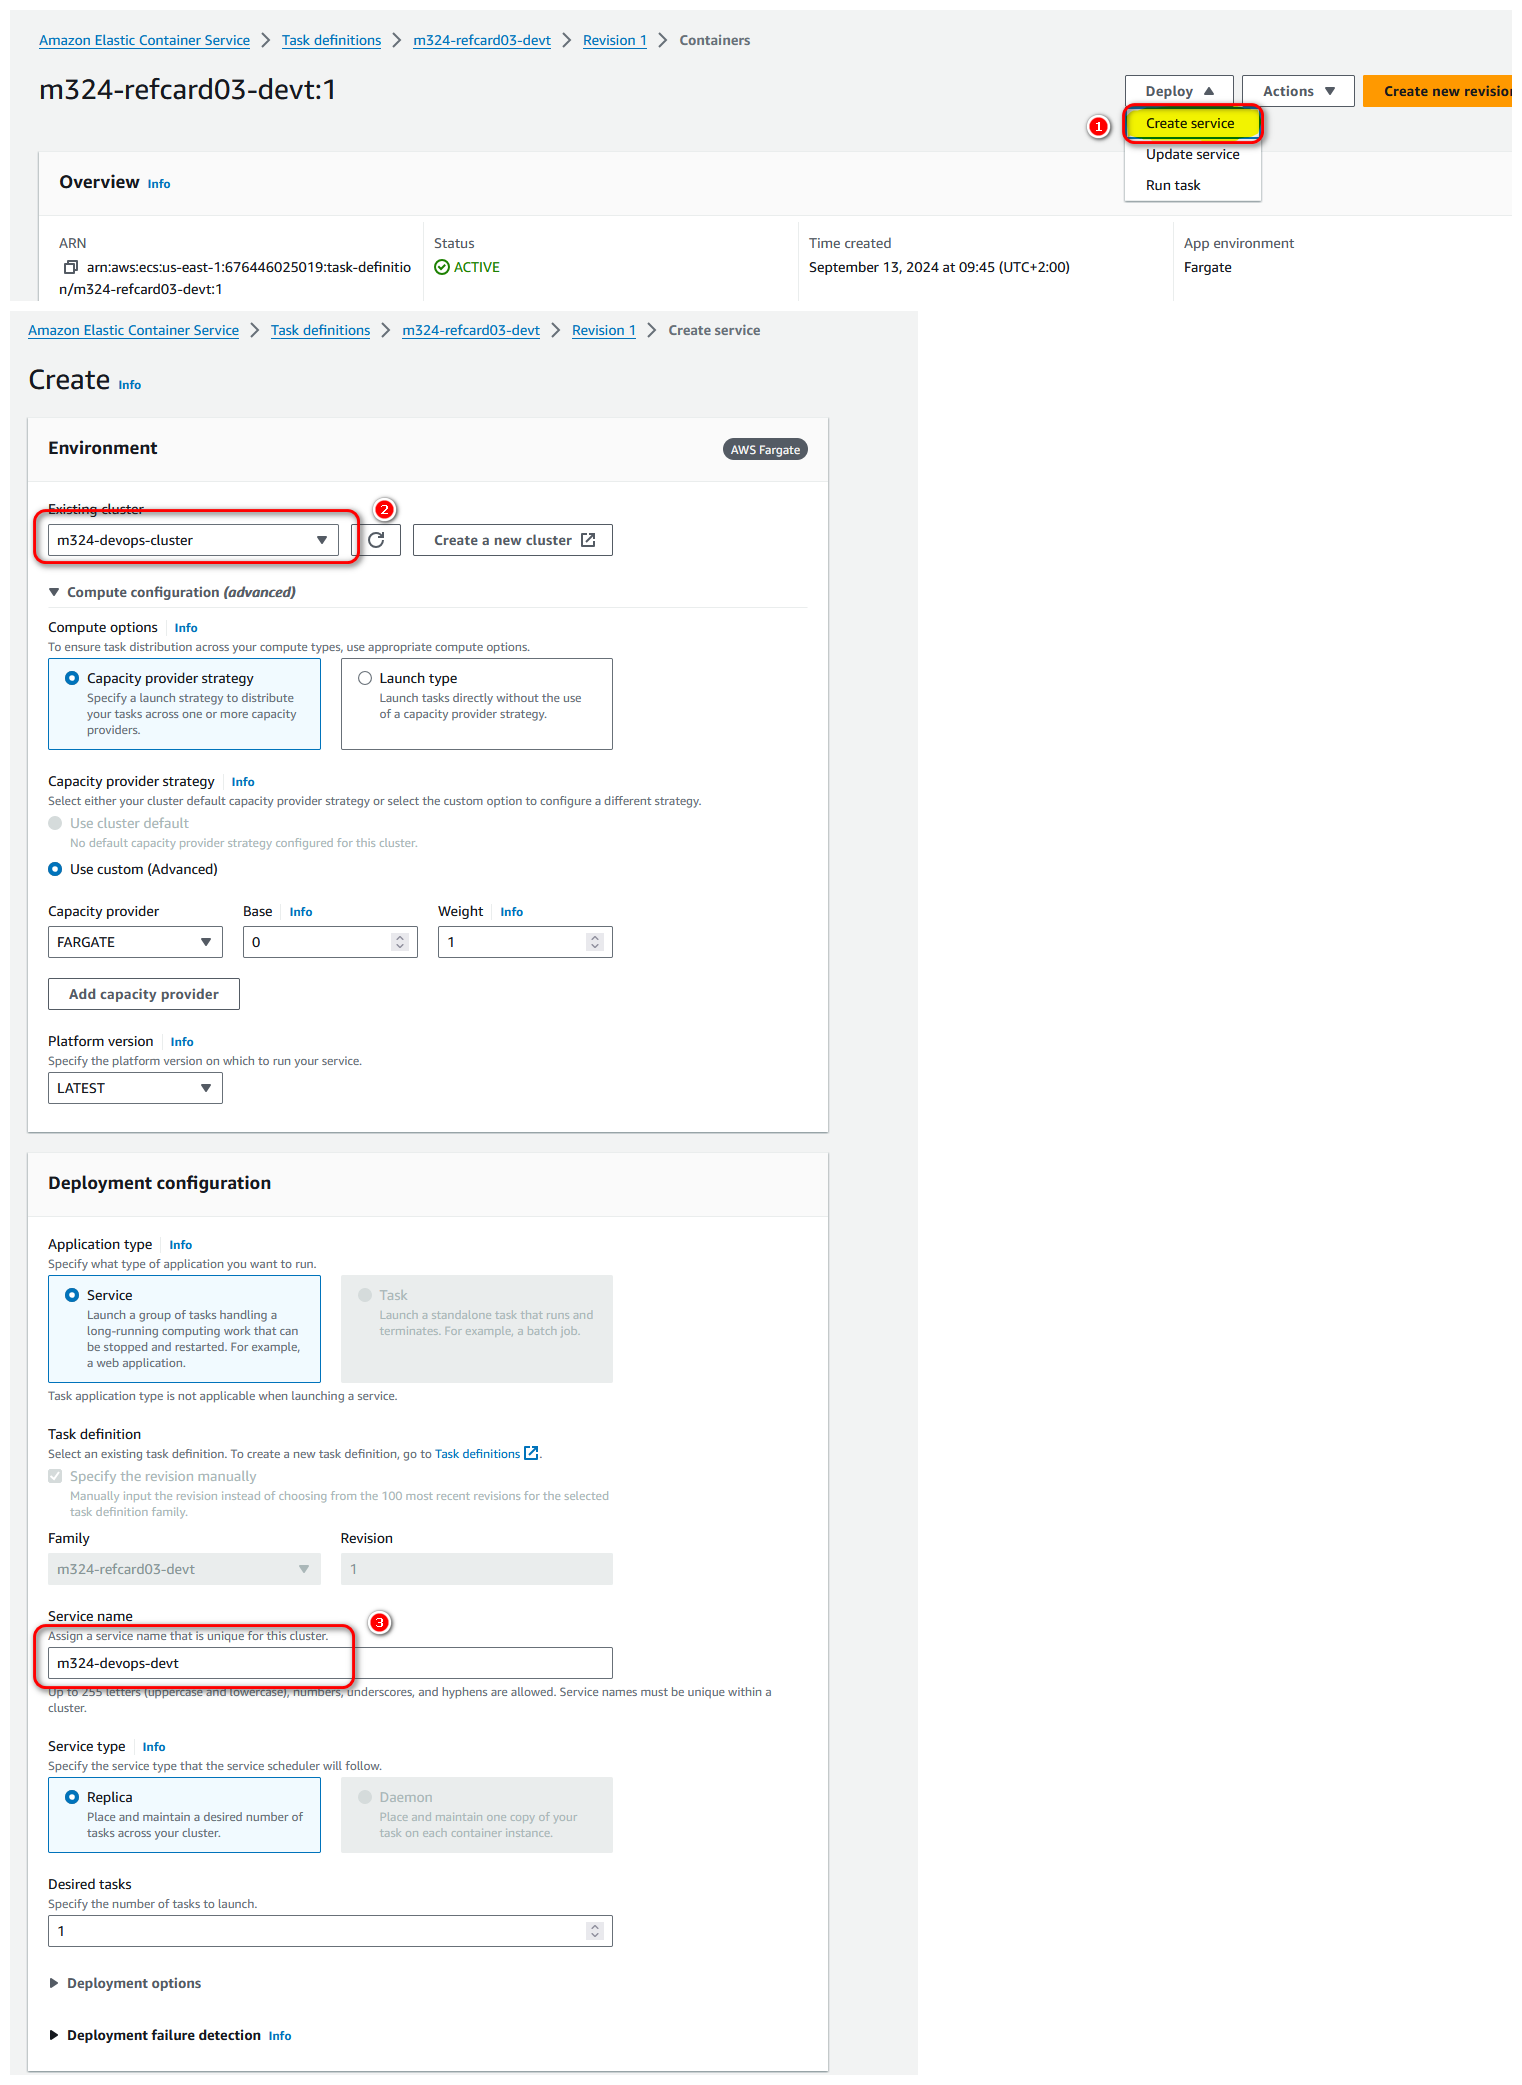 Amazon Elastic Container Service > Task definitions > m324-refcard03-devt > Revision 1 > Containers
m324-refcard03-devt:1
Deploy Actions Create new revision
1 Create service
Update service
Run task
Overview Info
ARN
arn:aws:ecs:us-east-1:676446025019:task-definitio
n/m324-refcard03-devt:1
Status
ACTIVE
Time created
September 13, 2024 at 09:45 (UTC+2:00)
App environment
Fargate
Amazon Elastic Container Service > Task definitions > m324-refcard03-devt > Revision 1 > Create service
Create Info
Environment AWS Fargate
Existing cluster 2
m324-devops-cluster Create a new cluster
Compute configuration (advanced)
Compute options Info
To ensure task distribution across your compute types, use appropriate compute options.
Capacity provider strategy
Specify a launch strategy to distribute
your tasks across one or more capacity
providers.
Launch type
Launch tasks directly without the use
of a capacity provider strategy.
Capacity provider strategy Info
Select either your cluster default capacity provider strategy or select the custom option to configure a different strategy.
Use cluster default
No default capacity provider strategy configured for this cluster.
Use custom (Advanced)
Capacity provider Base Info Weight Info
FARGATE 0 1
Add capacity provider
Platform version Info
Specify the platform version on which to run your service.
LATEST
Deployment configuration
Application type Info
Specify what type of application you want to run.
Service
Launch a group of tasks handling a
long-running computing work that can
be stopped and restarted. For example,
a web application.
Task
Launch a standalone task that runs and
terminates. For example, a batch job.
Task application type is not applicable when launching a service.
Task definition
Select an existing task definition. To create a new task definition, go to Task definitions .
Specify the revision manually
Manually input the revision instead of choosing from the 100 most recent revisions for the selected
task definition family.
Family Revision
m324-refcard03-devt 1
Service name 3
Assign a service name that is unique for this cluster.
m324-devops-devt
Up to 255 letters (uppercase and lowercase), numbers, underscores, and hyphens are allowed. Service names must be unique within a
cluster.
Service type Info
Specify the service type that the service scheduler will follow.
Replica
Place and maintain a desired number of
tasks across your cluster.
Daemon
Place and maintain one copy of your
task on each container instance.
Desired tasks
Specify the number of tasks to launch.
1
Deployment options
Deployment failure detection Info